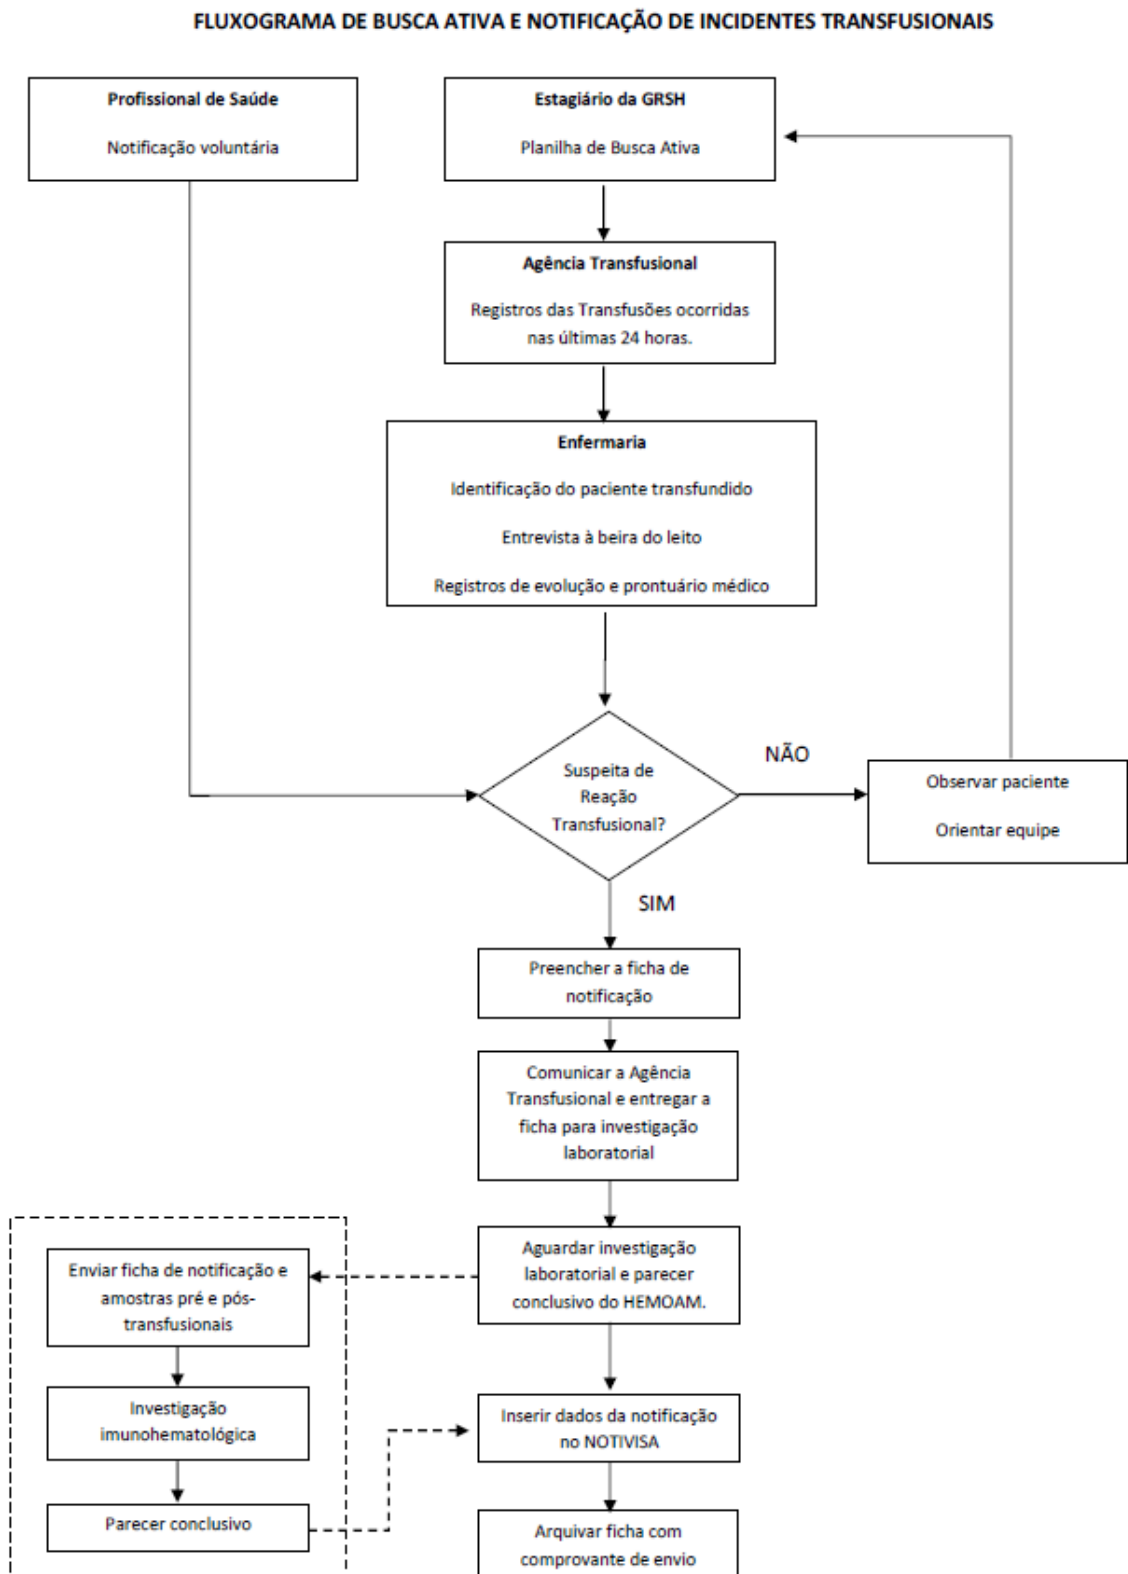 FLUXOGRAMA DE BUSCA ATIVA E NOTIFICAÇÃO DE INCIDENTES TRANSFUSIONAIS
Profissional de Saúde
Notificação voluntária
Estagiário da GRSH
Planilha de Busca Ativa
Agência Transfusional
Registros das Transfusões ocorridas
nas últimas 24 horas.
Enfermaria
Identificação do paciente transfundido
Entrevista à beira do leito
Registros de evolução e prontuário médico
Suspeita de
Reação
Transfusional?
NÃO
Observar paciente
Orientar equipe
SIM
Preencher a ficha de
notificação
Comunicar a Agência
Transfusional e entregar a
ficha para investigação
laboratorial
Aguardar investigação
laboratorial e parecer
conclusivo do HEMOAM.
Enviar ficha de notificação e
amostras pré e pós-
transfusionais
Investigação
imunohematológica
Parecer conclusivo
Inserir dados da notificação
no NOTIVISA
Arquivar ficha com
comprovante de envio